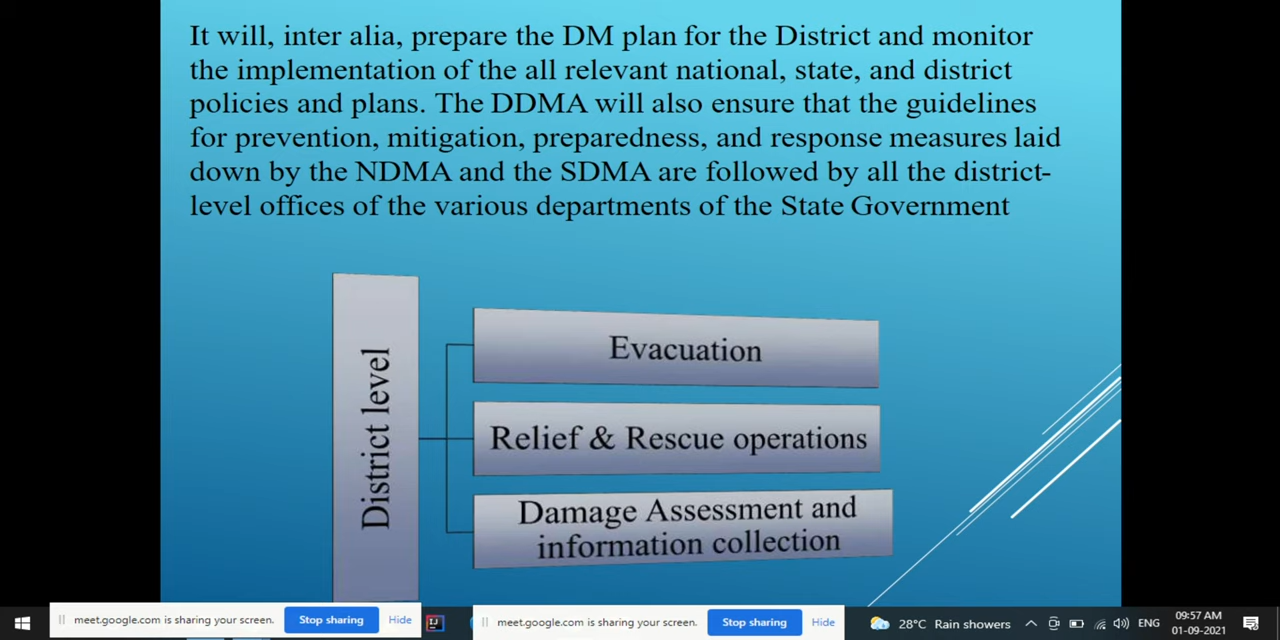 It will, inter alia, prepare the DM plan for the District and monitor
the implementation of the all relevant national, state, and district
policies and plans. The DDMA will also ensure that the guidelines
for prevention, mitigation, preparedness, and response measures laid
down by the NDMA and the SDMA are followed by all the district-
level offices of the various departments of the State Government
District level
Evacuation
Relief & Rescue operations
Damage Assessment and
information collection
meet.google.com is sharing your screen. Stop sharing Hide
IJ
meet.google.com is sharing your screen. Stop sharing Hide
28°C Rain showers
ENG
09:57 AM
01-09-2021